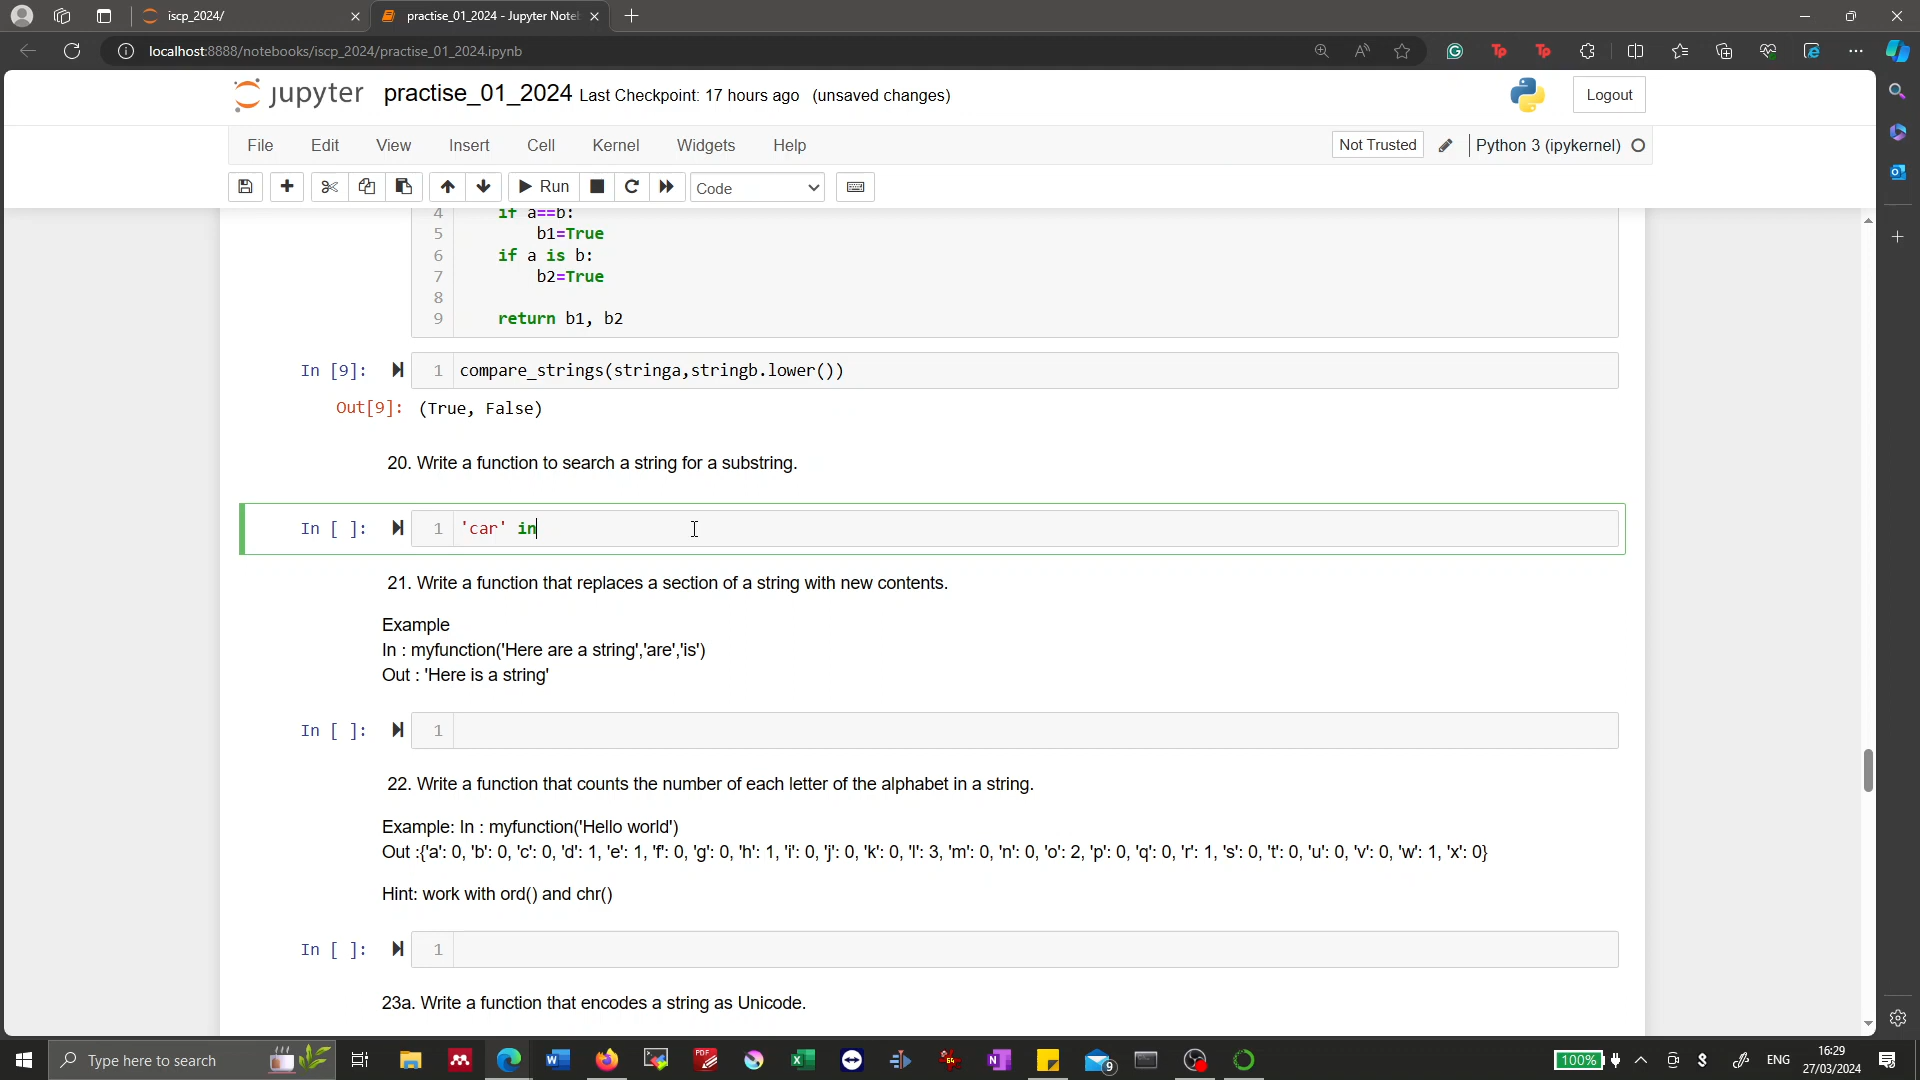 iscp_2024/
practise_01_2024 - Jupyter Note
localhost:8888/notebooks/iscp_2024/practise_01_2024.ipynb
jupyter practise_01_2024 Last Checkpoint: 17 hours ago (unsaved changes)
Logout
File Edit View Insert Cell Kernel Widgets Help
Not Trusted
Python 3 (ipykernel)
Run
Code
4 if a==b:
5 b1=True
6 if a is b:
7 b2=True
8
9 return b1, b2
In [9]: 1 compare_strings(stringa,stringb.lower())
Out[9]: (True, False)
20. Write a function to search a string for a substring.
In [ ]: 1 'car' in
21. Write a function that replaces a section of a string with new contents.
Example
In : myfunction('Here are a string','are','is')
Out : 'Here is a string'
In [ ]: 1
22. Write a function that counts the number of each letter of the alphabet in a string.
Example: In : myfunction('Hello world')
Out :{'a': 0, 'b': 0, 'c': 0, 'd': 1, 'e': 1, 'f': 0, 'g': 0, 'h': 1, 'i': 0, 'j': 0, 'k': 0, 'l': 3, 'm': 0, 'n': 0, 'o': 2, 'p': 0, 'q': 0, 'r': 1, 's': 0, 't': 0, 'u': 0, 'v': 0, 'w': 1, 'x': 0}
Hint: work with ord() and chr()
In [ ]: 1
23a. Write a function that encodes a string as Unicode.
Type here to search
PDF
64
9
100%
ENG
16:29
27/03/2024